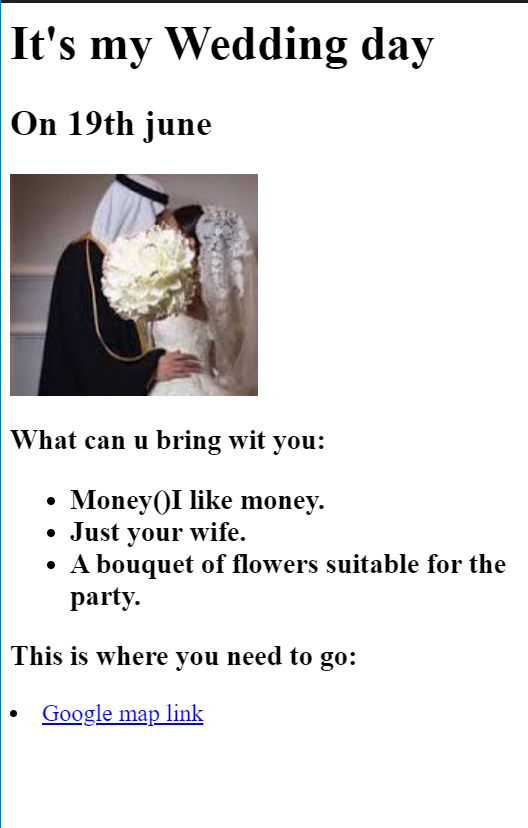 It's my Wedding day
On 19th june
What can u bring wit you:
• Money()I like money.
• Just your wife.
• A bouquet of flowers suitable for the
party.
This is where you need to go:
• Google map link